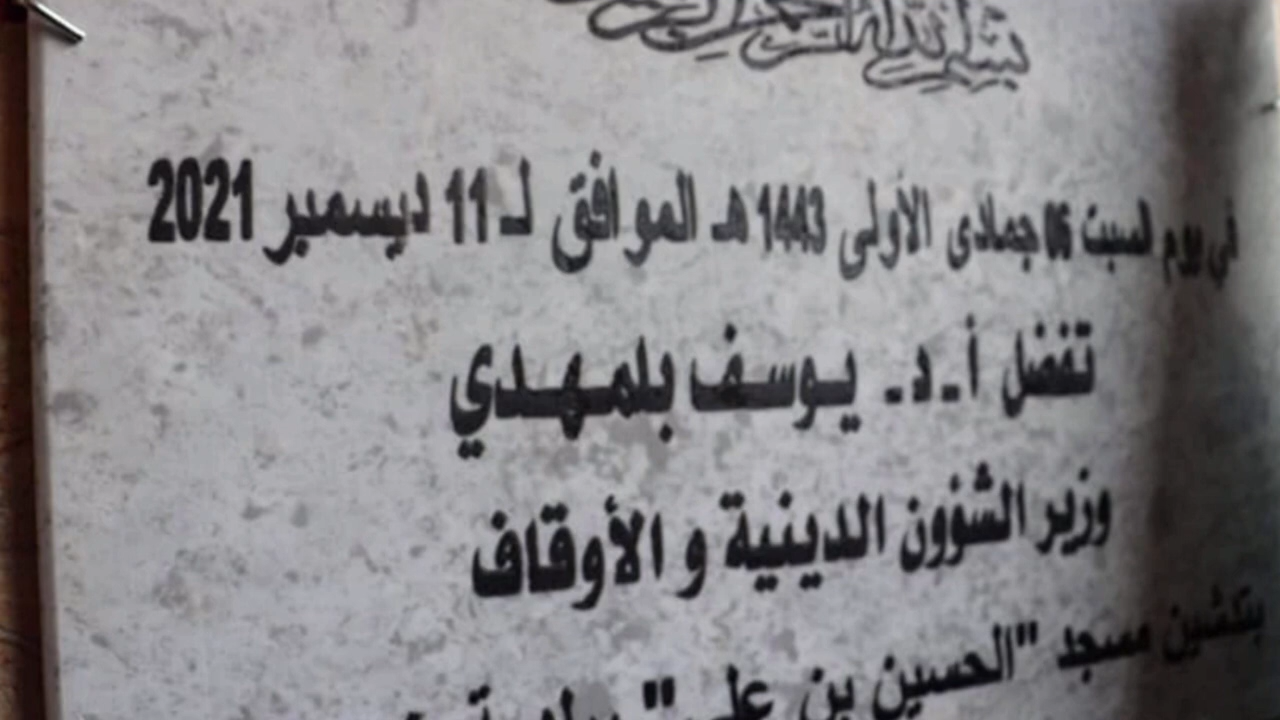 بسم الله الرحمن الرحيم
في يوم السبت 06 جمادى الأولى 1443 هـ الموافق لـ 11 ديسمبر 2021
تفضل أ.د. يوسف بلمهدي
وزير الشؤون الدينية و الأوقاف
بتدشين مسجد "الحسين بن علي"